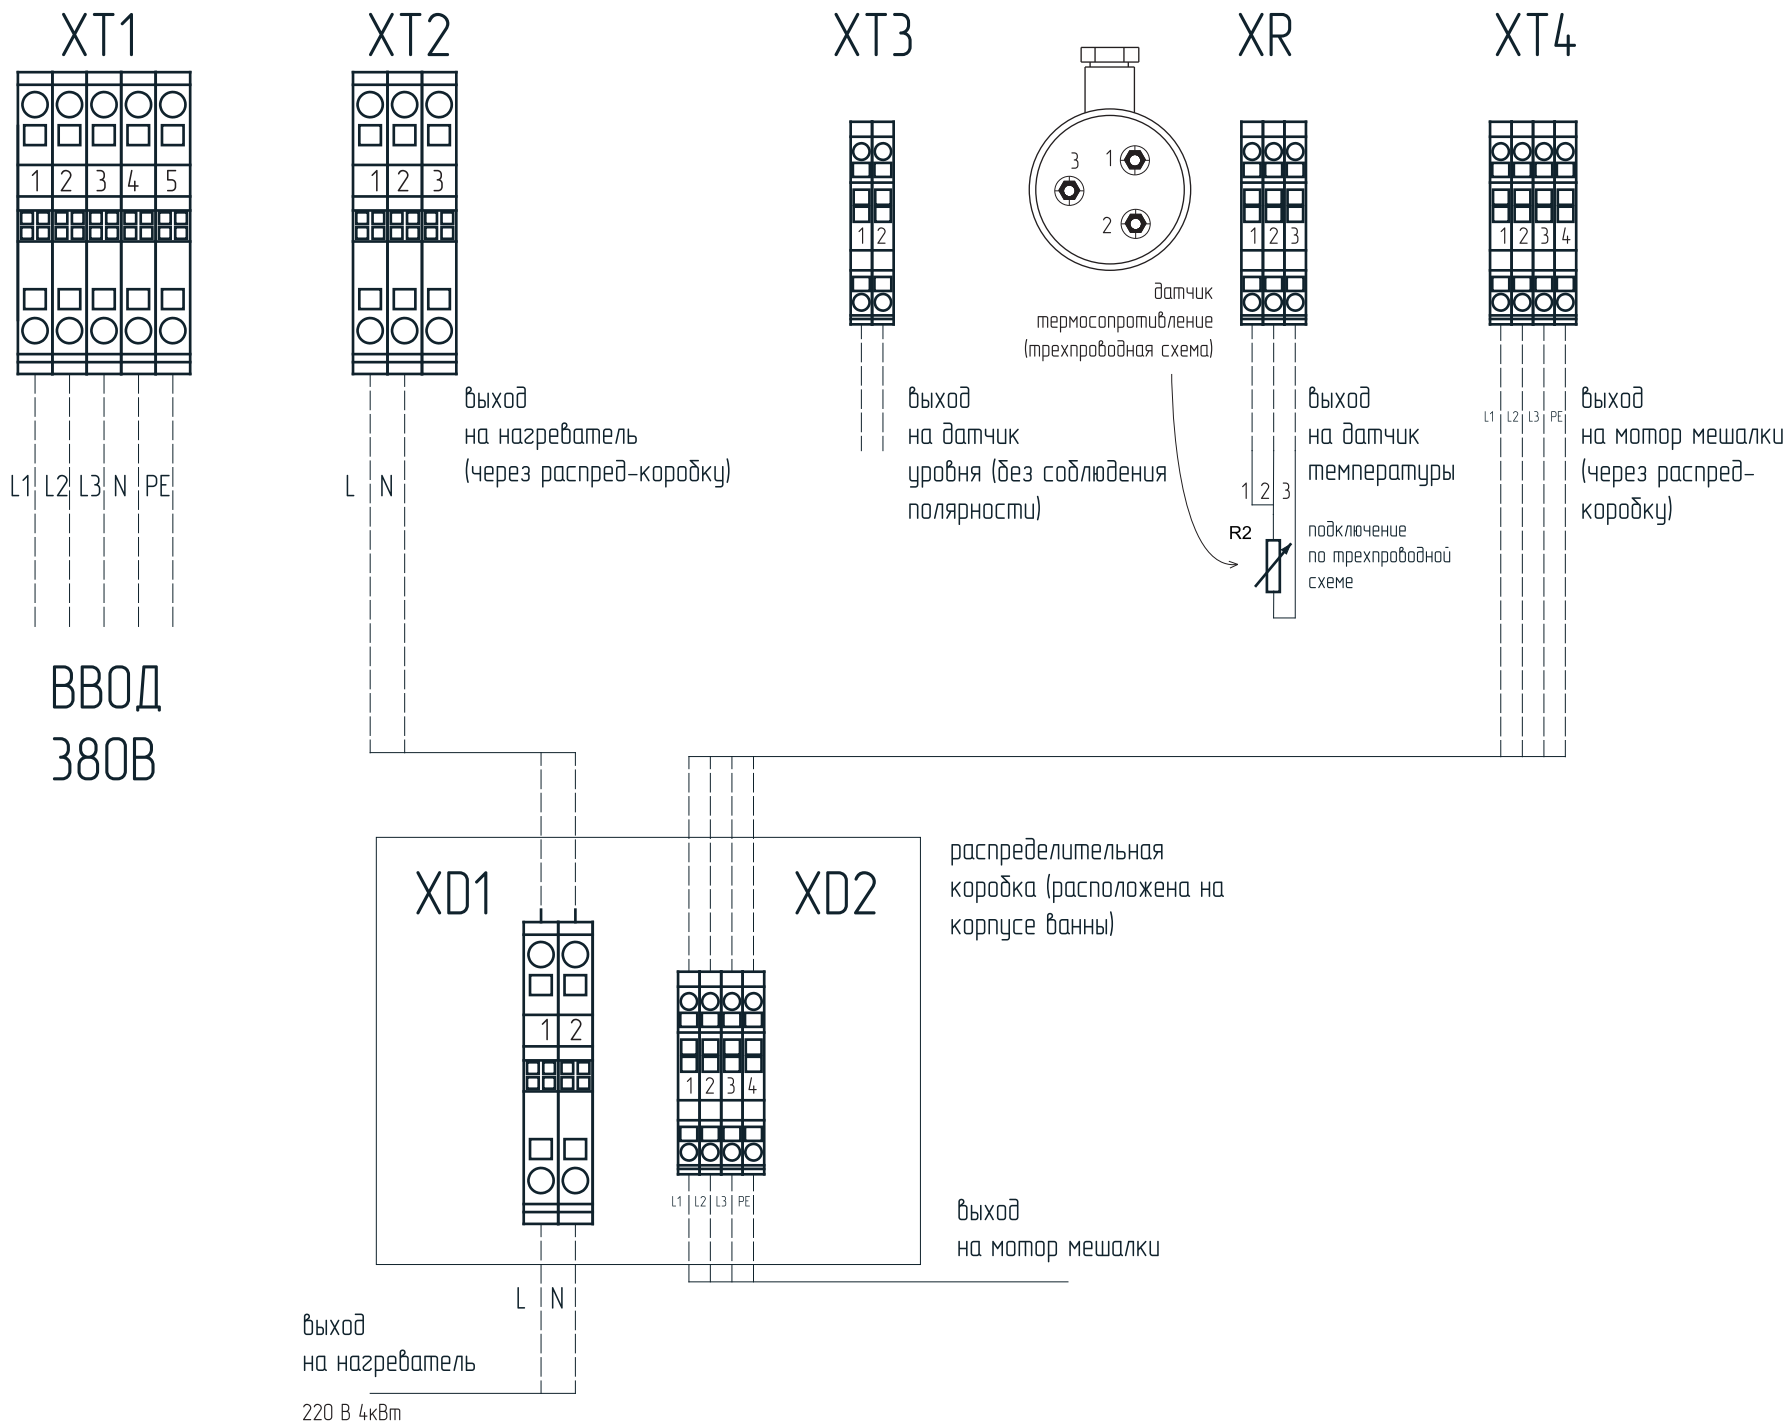 XT1
XT2
XT3
XR
XT4
1 2 3 4 5
1 2 3
1 2
3 1
2
1 2 3
1 2 3 4
датчик
термосопротивление
(трехпроводная схема)
L1 L2 L3 N PE
ВВОД
380В
L N
выход
на нагреватель
(через распред-коробку)
выход
на датчик
уровня (без соблюдения
полярности)
выход
на датчик
температуры
1 2 3
R2
подключение
по трехпроводной
схеме
L1 L2 L3 PE
выход
на мотор мешалки
(через распред-
коробку)
XD1
XD2
распределительная
коробка (расположена на
корпусе ванны)
1 2
1 2 3 4
L1 L2 L3 PE
выход
на мотор мешалки
L N
выход
на нагреватель
220 В 4кВт